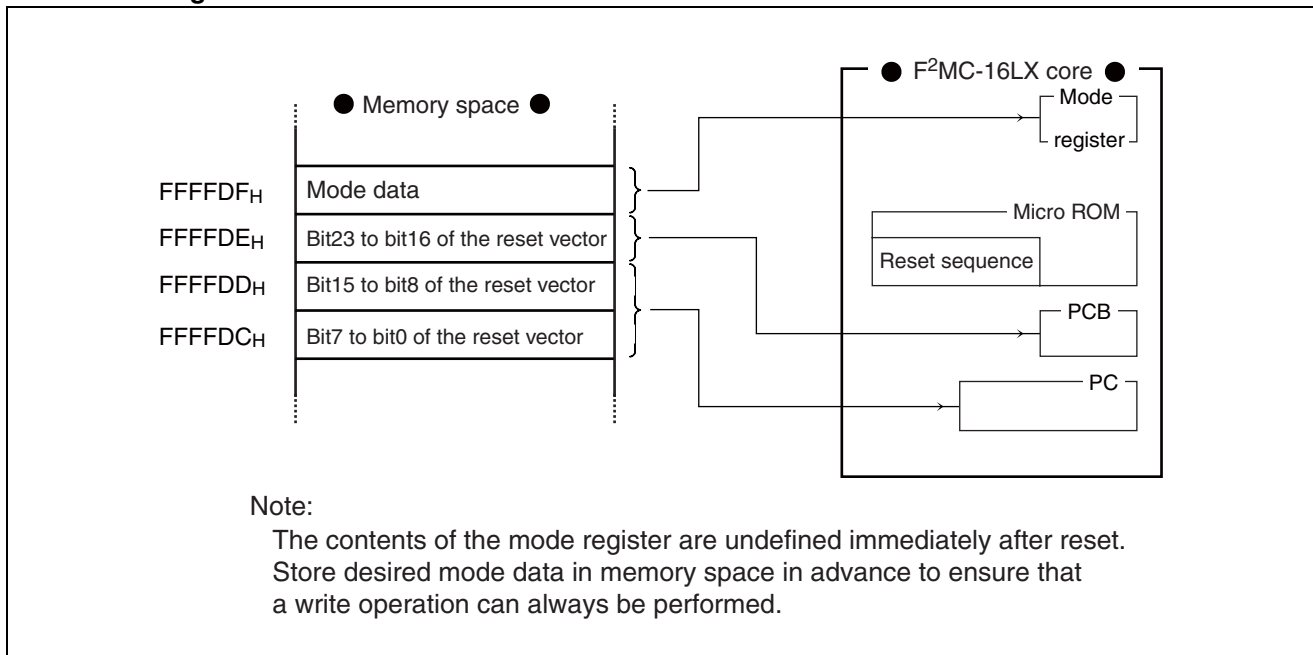 ● F²MC-16LX core ●
● Memory space ●
Mode
register
FFFFDFH Mode data
Micro ROM
FFFFDEH Bit23 to bit16 of the reset vector
Reset sequence
FFFFDDH Bit15 to bit8 of the reset vector
PCB
FFFFDCH Bit7 to bit0 of the reset vector
PC
Note:
The contents of the mode register are undefined immediately after reset.
Store desired mode data in memory space in advance to ensure that
a write operation can always be performed.